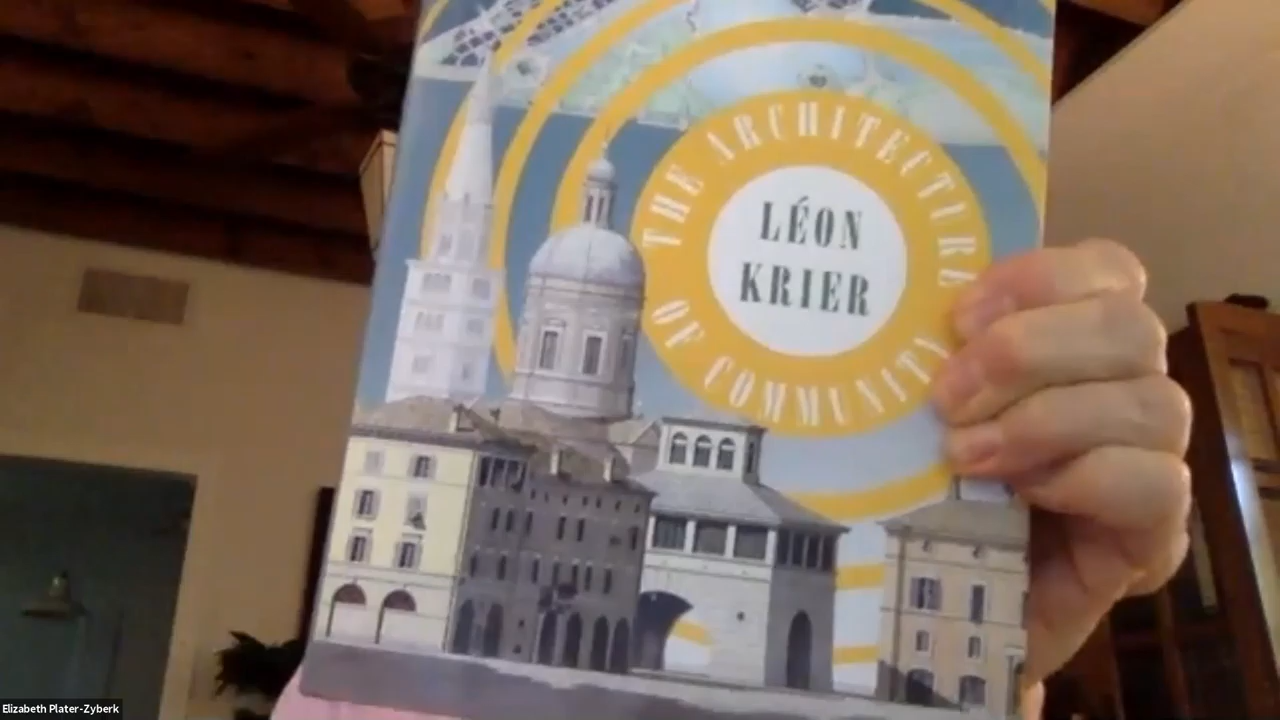 THE ARCHITECTURE
OF COMMUNITY
LÉON
KRIER
Elizabeth Plater-Zyberk